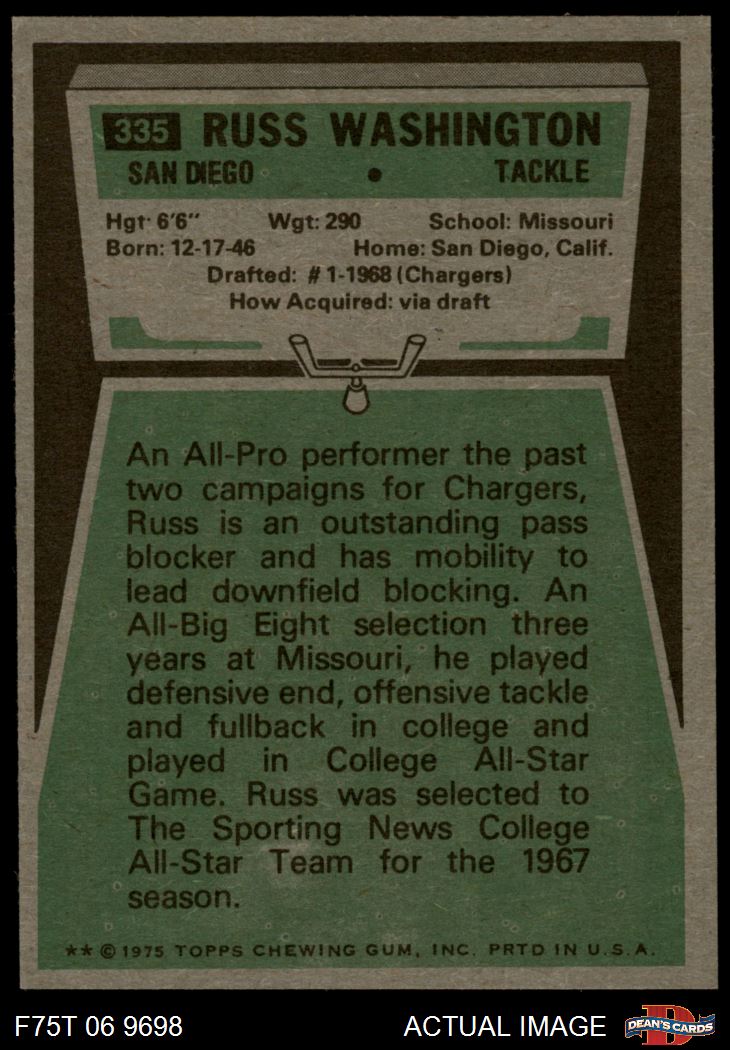 335 RUSS WASHINGTON
SAN DIEGO • TACKLE
Hgt· 6'6" Wgt: 290 School: Missouri
Born: 12-17-46 Home: San Diego, Calif.
Drafted: #1-1968 (Chargers)
How Acquired: via draft
An All-Pro performer the past
two campaigns for Chargers,
Russ is an outstanding pass
blocker and has mobility to
lead downfield blocking. An
All-Big Eight selection three
years at Missouri, he played
defensive end, offensive tackle
and fullback in college and
played in College All-Star
Game. Russ was selected to
The Sporting News College
All-Star Team for the 1967
season.
** © 1975 TOPPS CHEWING GUM, INC. PRTD IN U.S.A.
F75T 06 9698 ACTUAL IMAGE D DEAN'S CARDS